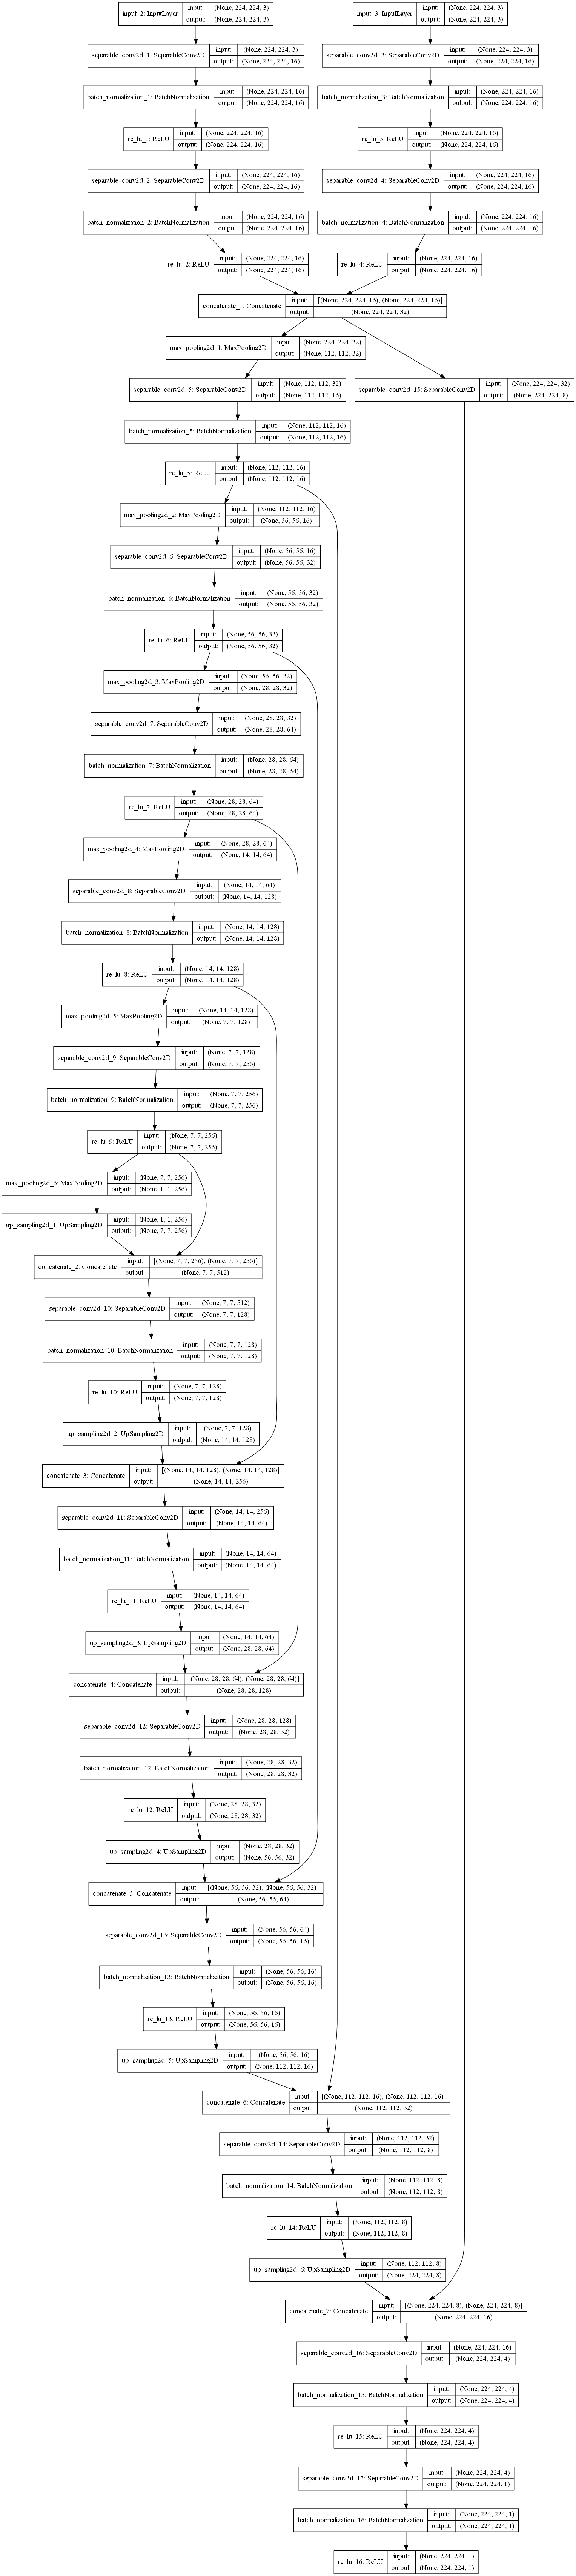 input_2: InputLayer input: (None, 224, 224, 3)
output: (None, 224, 224, 3)
input_3: InputLayer input: (None, 224, 224, 3)
output: (None, 224, 224, 3)
separable_conv2d_1: SeparableConv2D input: (None, 224, 224, 3)
output: (None, 224, 224, 16)
separable_conv2d_3: SeparableConv2D input: (None, 224, 224, 3)
output: (None, 224, 224, 16)
batch_normalization_1: BatchNormalization input: (None, 224, 224, 16)
output: (None, 224, 224, 16)
batch_normalization_3: BatchNormalization input: (None, 224, 224, 16)
output: (None, 224, 224, 16)
re_lu_1: ReLU input: (None, 224, 224, 16)
output: (None, 224, 224, 16)
re_lu_3: ReLU input: (None, 224, 224, 16)
output: (None, 224, 224, 16)
separable_conv2d_2: SeparableConv2D input: (None, 224, 224, 16)
output: (None, 224, 224, 16)
separable_conv2d_4: SeparableConv2D input: (None, 224, 224, 16)
output: (None, 224, 224, 16)
batch_normalization_2: BatchNormalization input: (None, 224, 224, 16)
output: (None, 224, 224, 16)
batch_normalization_4: BatchNormalization input: (None, 224, 224, 16)
output: (None, 224, 224, 16)
re_lu_2: ReLU input: (None, 224, 224, 16)
output: (None, 224, 224, 16)
re_lu_4: ReLU input: (None, 224, 224, 16)
output: (None, 224, 224, 16)
concatenate_1: Concatenate input: [(None, 224, 224, 16), (None, 224, 224, 16)]
output: (None, 224, 224, 32)
max_pooling2d_1: MaxPooling2D input: (None, 224, 224, 32)
output: (None, 112, 112, 32)
separable_conv2d_5: SeparableConv2D input: (None, 112, 112, 32)
output: (None, 112, 112, 16)
separable_conv2d_15: SeparableConv2D input: (None, 224, 224, 32)
output: (None, 224, 224, 8)
batch_normalization_5: BatchNormalization input: (None, 112, 112, 16)
output: (None, 112, 112, 16)
re_lu_5: ReLU input: (None, 112, 112, 16)
output: (None, 112, 112, 16)
max_pooling2d_2: MaxPooling2D input: (None, 112, 112, 16)
output: (None, 56, 56, 16)
separable_conv2d_6: SeparableConv2D input: (None, 56, 56, 16)
output: (None, 56, 56, 32)
batch_normalization_6: BatchNormalization input: (None, 56, 56, 32)
output: (None, 56, 56, 32)
re_lu_6: ReLU input: (None, 56, 56, 32)
output: (None, 56, 56, 32)
max_pooling2d_3: MaxPooling2D input: (None, 56, 56, 32)
output: (None, 28, 28, 32)
separable_conv2d_7: SeparableConv2D input: (None, 28, 28, 32)
output: (None, 28, 28, 64)
batch_normalization_7: BatchNormalization input: (None, 28, 28, 64)
output: (None, 28, 28, 64)
re_lu_7: ReLU input: (None, 28, 28, 64)
output: (None, 28, 28, 64)
max_pooling2d_4: MaxPooling2D input: (None, 28, 28, 64)
output: (None, 14, 14, 64)
separable_conv2d_8: SeparableConv2D input: (None, 14, 14, 64)
output: (None, 14, 14, 128)
batch_normalization_8: BatchNormalization input: (None, 14, 14, 128)
output: (None, 14, 14, 128)
re_lu_8: ReLU input: (None, 14, 14, 128)
output: (None, 14, 14, 128)
max_pooling2d_5: MaxPooling2D input: (None, 14, 14, 128)
output: (None, 7, 7, 128)
separable_conv2d_9: SeparableConv2D input: (None, 7, 7, 128)
output: (None, 7, 7, 256)
batch_normalization_9: BatchNormalization input: (None, 7, 7, 256)
output: (None, 7, 7, 256)
re_lu_9: ReLU input: (None, 7, 7, 256)
output: (None, 7, 7, 256)
max_pooling2d_6: MaxPooling2D input: (None, 7, 7, 256)
output: (None, 1, 1, 256)
up_sampling2d_1: UpSampling2D input: (None, 1, 1, 256)
output: (None, 7, 7, 256)
concatenate_2: Concatenate input: [(None, 7, 7, 256), (None, 7, 7, 256)]
output: (None, 7, 7, 512)
separable_conv2d_10: SeparableConv2D input: (None, 7, 7, 512)
output: (None, 7, 7, 128)
batch_normalization_10: BatchNormalization input: (None, 7, 7, 128)
output: (None, 7, 7, 128)
re_lu_10: ReLU input: (None, 7, 7, 128)
output: (None, 7, 7, 128)
up_sampling2d_2: UpSampling2D input: (None, 7, 7, 128)
output: (None, 14, 14, 128)
concatenate_3: Concatenate input: [(None, 14, 14, 128), (None, 14, 14, 128)]
output: (None, 14, 14, 256)
separable_conv2d_11: SeparableConv2D input: (None, 14, 14, 256)
output: (None, 14, 14, 64)
batch_normalization_11: BatchNormalization input: (None, 14, 14, 64)
output: (None, 14, 14, 64)
re_lu_11: ReLU input: (None, 14, 14, 64)
output: (None, 14, 14, 64)
up_sampling2d_3: UpSampling2D input: (None, 14, 14, 64)
output: (None, 28, 28, 64)
concatenate_4: Concatenate input: [(None, 28, 28, 64), (None, 28, 28, 64)]
output: (None, 28, 28, 128)
separable_conv2d_12: SeparableConv2D input: (None, 28, 28, 128)
output: (None, 28, 28, 32)
batch_normalization_12: BatchNormalization input: (None, 28, 28, 32)
output: (None, 28, 28, 32)
re_lu_12: ReLU input: (None, 28, 28, 32)
output: (None, 28, 28, 32)
up_sampling2d_4: UpSampling2D input: (None, 28, 28, 32)
output: (None, 56, 56, 32)
concatenate_5: Concatenate input: [(None, 56, 56, 32), (None, 56, 56, 32)]
output: (None, 56, 56, 64)
separable_conv2d_13: SeparableConv2D input: (None, 56, 56, 64)
output: (None, 56, 56, 16)
batch_normalization_13: BatchNormalization input: (None, 56, 56, 16)
output: (None, 56, 56, 16)
re_lu_13: ReLU input: (None, 56, 56, 16)
output: (None, 56, 56, 16)
up_sampling2d_5: UpSampling2D input: (None, 56, 56, 16)
output: (None, 112, 112, 16)
concatenate_6: Concatenate input: [(None, 112, 112, 16), (None, 112, 112, 16)]
output: (None, 112, 112, 32)
separable_conv2d_14: SeparableConv2D input: (None, 112, 112, 32)
output: (None, 112, 112, 8)
batch_normalization_14: BatchNormalization input: (None, 112, 112, 8)
output: (None, 112, 112, 8)
re_lu_14: ReLU input: (None, 112, 112, 8)
output: (None, 112, 112, 8)
up_sampling2d_6: UpSampling2D input: (None, 112, 112, 8)
output: (None, 224, 224, 8)
concatenate_7: Concatenate input: [(None, 224, 224, 8), (None, 224, 224, 8)]
output: (None, 224, 224, 16)
separable_conv2d_16: SeparableConv2D input: (None, 224, 224, 16)
output: (None, 224, 224, 4)
batch_normalization_15: BatchNormalization input: (None, 224, 224, 4)
output: (None, 224, 224, 4)
re_lu_15: ReLU input: (None, 224, 224, 4)
output: (None, 224, 224, 4)
separable_conv2d_17: SeparableConv2D input: (None, 224, 224, 4)
output: (None, 224, 224, 1)
batch_normalization_16: BatchNormalization input: (None, 224, 224, 1)
output: (None, 224, 224, 1)
re_lu_16: ReLU input: (None, 224, 224, 1)
output: (None, 224, 224, 1)